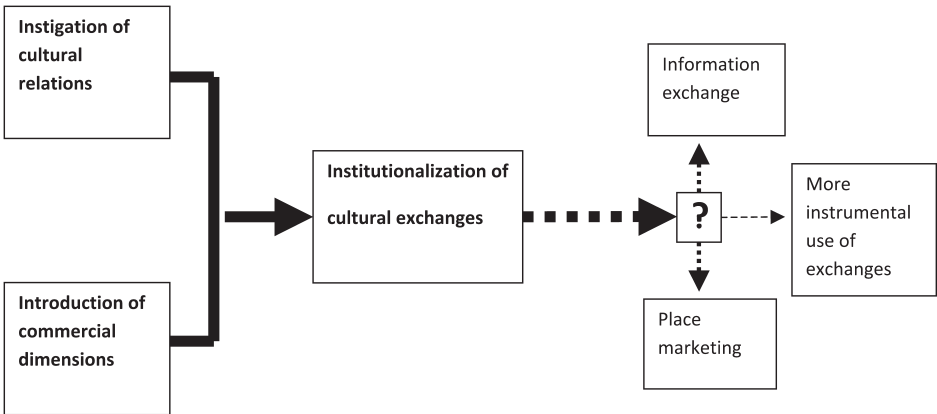 Instigation of
cultural
relations
Introduction of
commercial
dimensions
Institutionalization of
cultural exchanges
?
Information
exchange
More
instrumental
use of
exchanges
Place
marketing